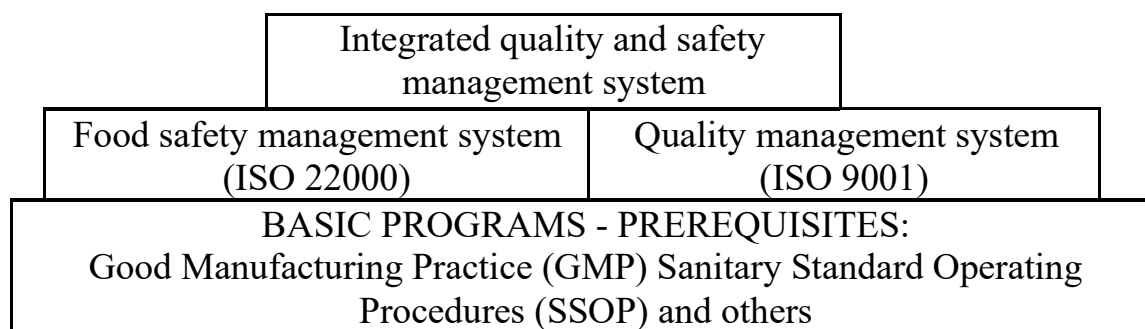 Integrated quality and safety
management system
Food safety management system
(ISO 22000)
Quality management system
(ISO 9001)
BASIC PROGRAMS - PREREQUISITES:
Good Manufacturing Practice (GMP) Sanitary Standard Operating
Procedures (SSOP) and others